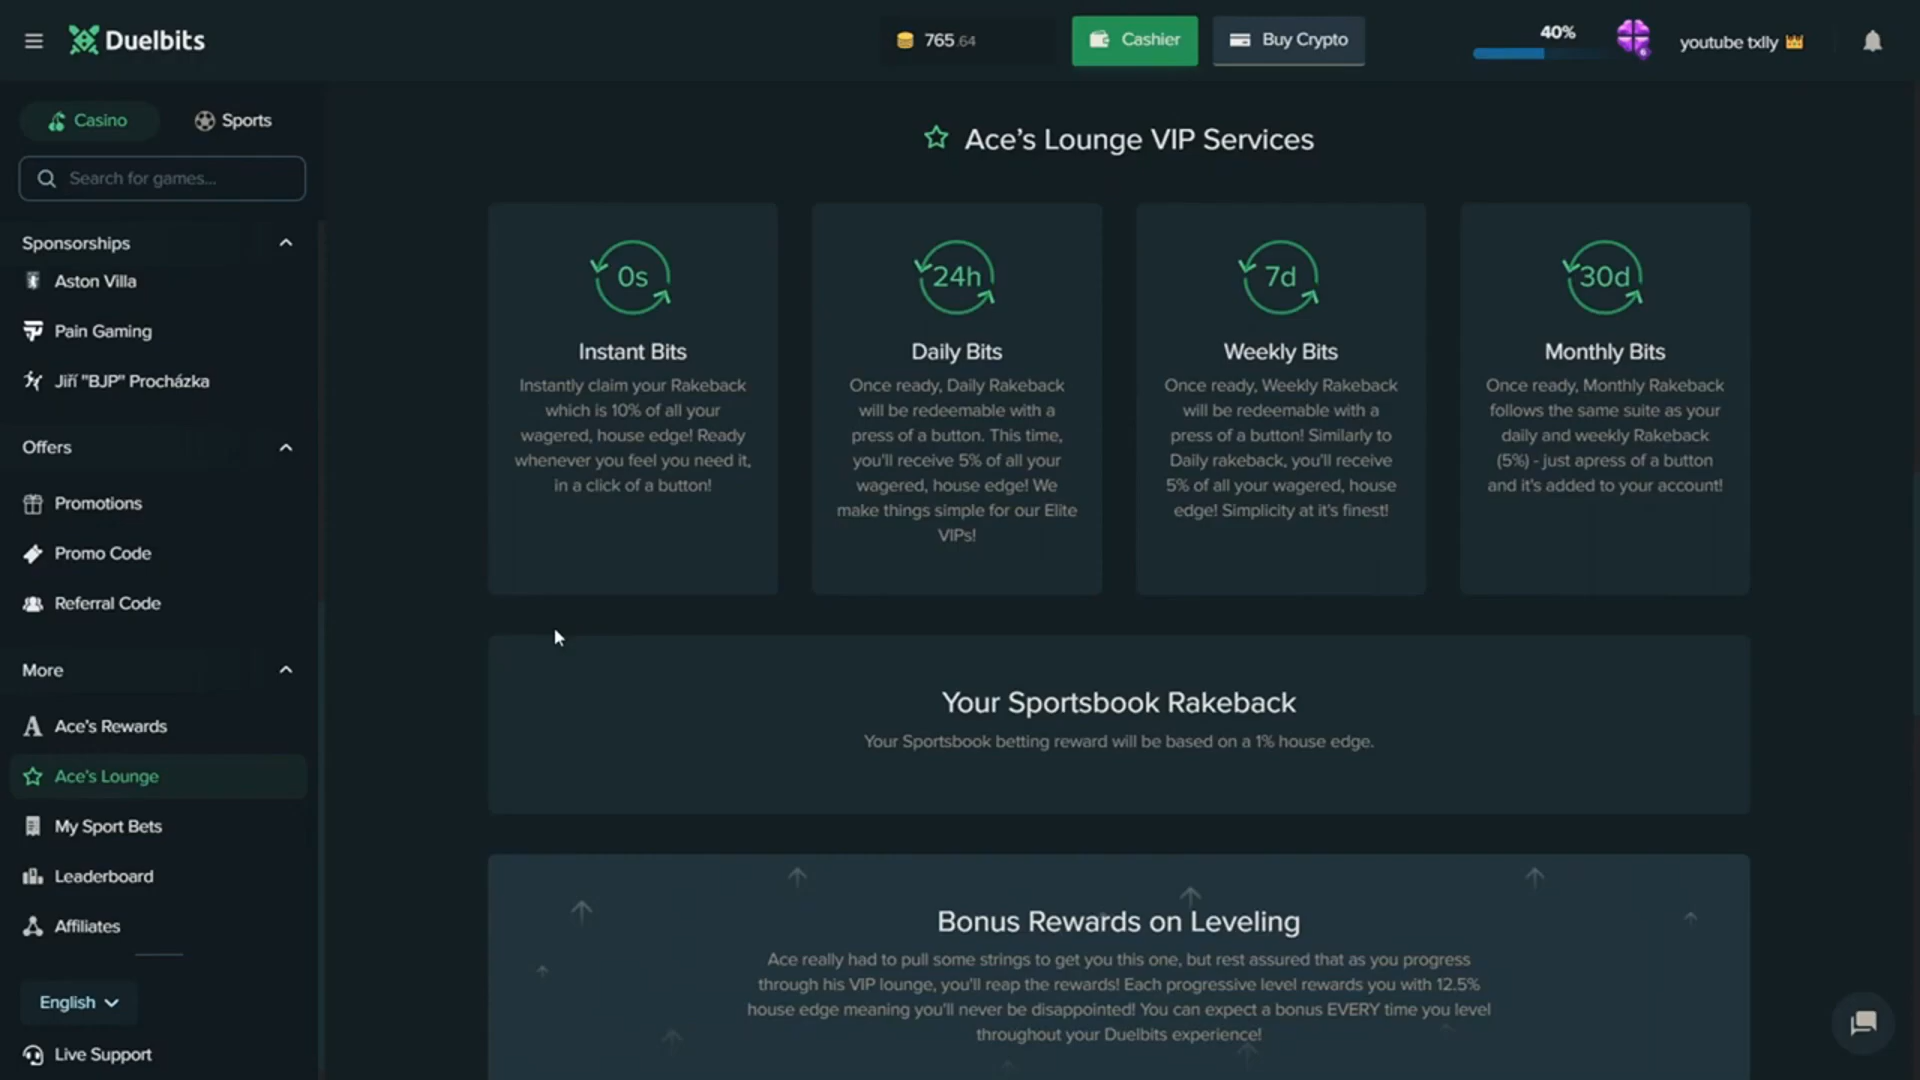 Duelbits
765.64
Cashier
Buy Crypto
40%
youtube txlly
Casino
Sports
Search for games...
Sponsorships
Aston Villa
Pain Gaming
Jiří "BJP" Procházka
Offers
Promotions
Promo Code
Referral Code
More
Ace's Rewards
Ace's Lounge
My Sport Bets
Leaderboard
Affiliates
English
Live Support
Ace's Lounge VIP Services
0s
Instant Bits
Instantly claim your Rakeback
which is 10% of all your
wagered, house edge! Ready
whenever you feel you need it,
in a click of a button!
24h
Daily Bits
Once ready, Daily Rakeback
will be redeemable with a
press of a button. This time,
you'll receive 5% of all your
wagered, house edge! We
make things simple for our Elite
VIPs!
7d
Weekly Bits
Once ready, Weekly Rakeback
will be redeemable with a
press of a button! Similarly to
Daily rakeback, you'll receive
5% of all your wagered, house
edge! Simplicity at it's finest!
30d
Monthly Bits
Once ready, Monthly Rakeback
follows the same suite as your
daily and weekly Rakeback
(5%) - just apress of a button
and it's added to your account!
Your Sportsbook Rakeback
Your Sportsbook betting reward will be based on a 1% house edge.
Bonus Rewards on Leveling
Ace really had to pull some strings to get you this one, but rest assured that as you progress
through his VIP lounge, you'll reap the rewards! Each progressive level rewards you with 12.5%
house edge meaning you'll never be disappointed! You can expect a bonus EVERY time you level
throughout your Duelbits experience!